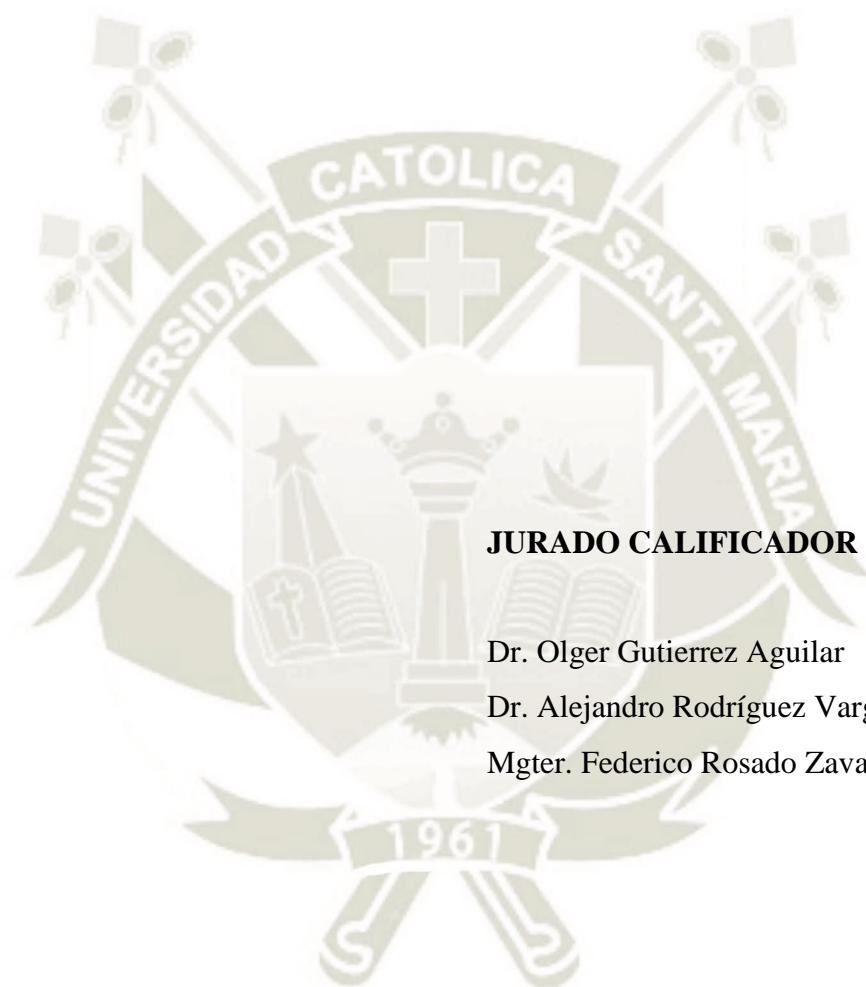 UNIVERSIDAD CATOLICA SANTA MARIA
JURADO CALIFICADOR
Dr. Olger Gutierrez Aguilar
Dr. Alejandro Rodríguez
Mgter. Federico Rosado
1961